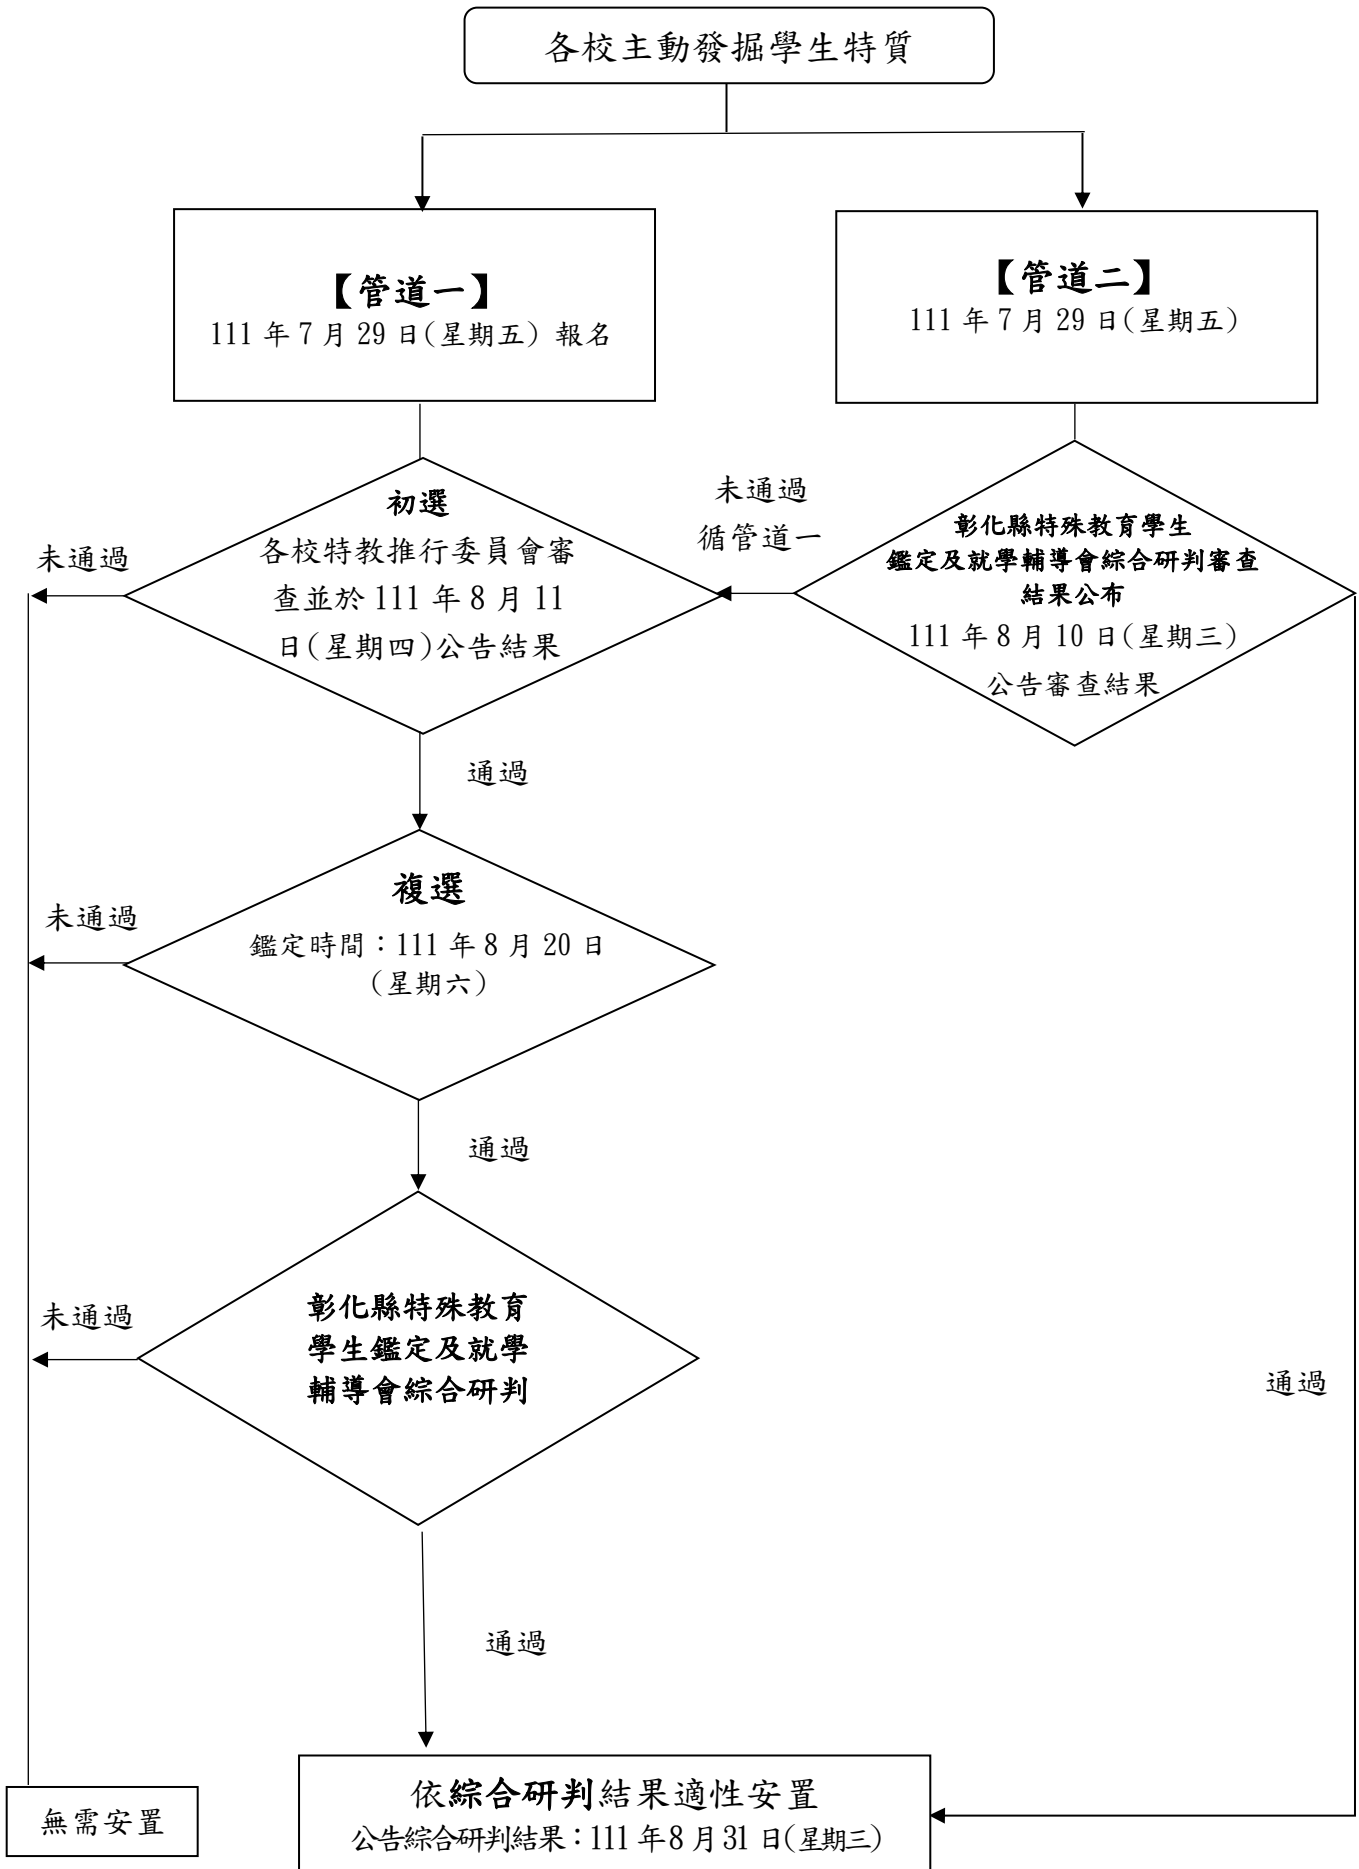 各校主動發掘學生特質
【管道一】
111 年 7 月 29 日(星期五) 報名
【管道二】
111 年 7 月 29 日(星期五)
初選
各校特教推行委員會審
查並於 111 年 8 月 11
日(星期四)公告結果
未通過
未通過
循管道一
彰化縣特殊教育學生
鑑定及就學輔導會綜合研判審查
結果公布
111 年 8 月 10 日(星期三)
公告審查結果
通過
複選
鑑定時間：111 年 8 月 20 日
(星期六)
未通過
通過
彰化縣特殊教育
學生鑑定及就學
輔導會綜合研判
未通過
通過
通過
依綜合研判結果適性安置
公告綜合研判結果：111 年 8 月 31 日(星期三)
無需安置